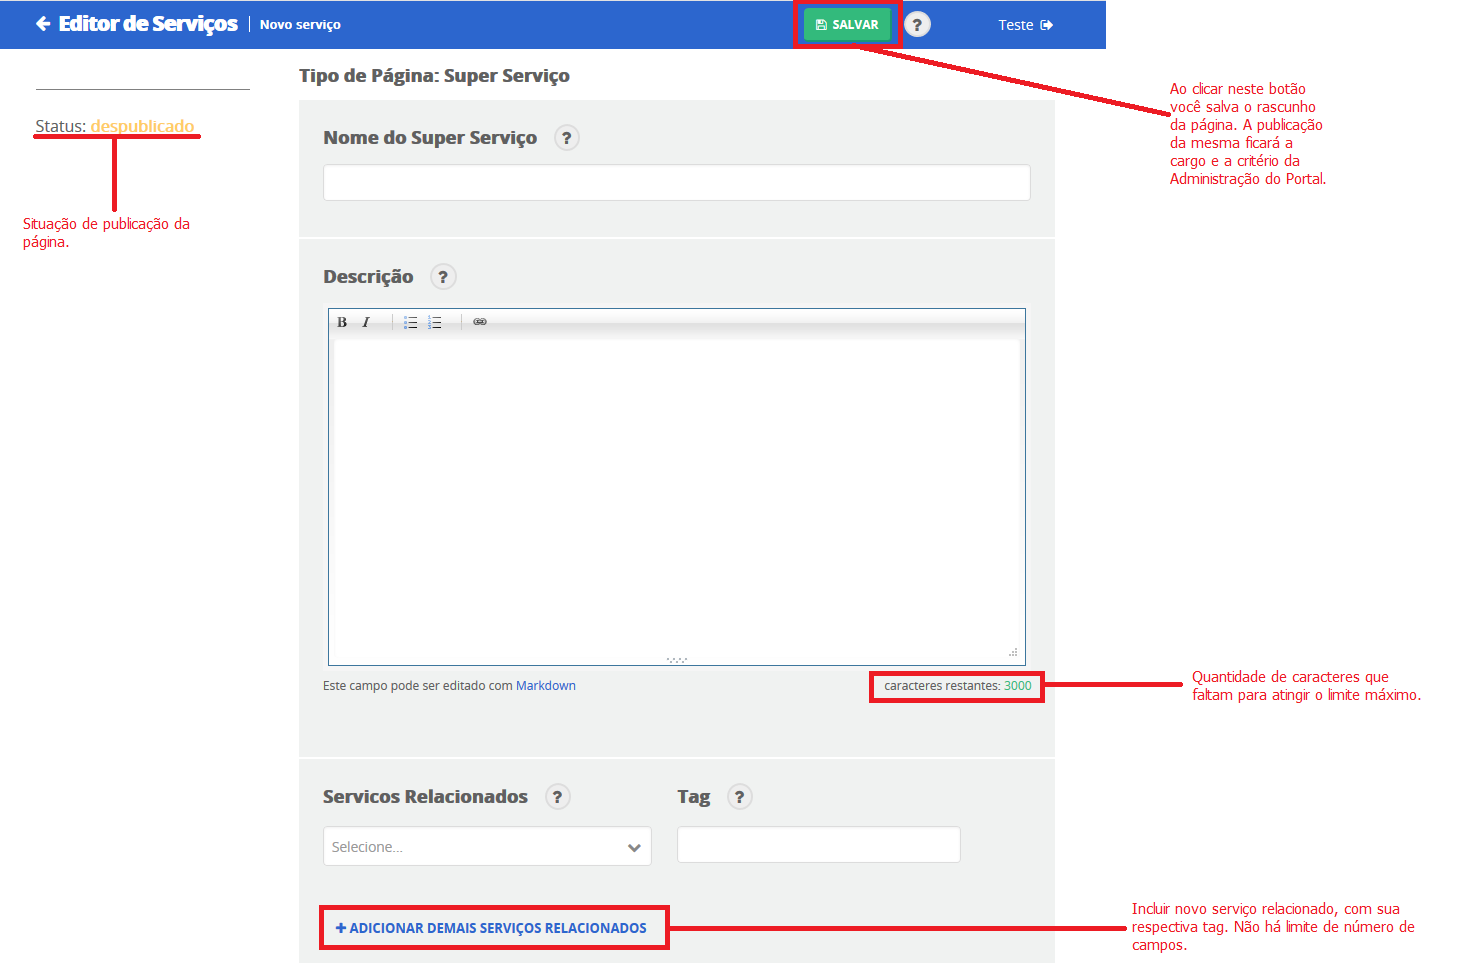 Editor de Serviços
Novo serviço
SALVAR
?
Teste
Tipo de Página: Super Serviço
Status: despublicado
Situação de publicação da
página.
Ao clicar neste botão
você salva o rascunho
da página. A publicação
da mesma ficará a
cargo e a critério da
Administração do Portal.
Nome do Super Serviço ?
Descrição ?
B I
Este campo pode ser editado com Markdown
caracteres restantes: 3000
Quantidade de caracteres que
faltam para atingir o limite máximo.
Servicos Relacionados ?
Tag ?
Selecione...
+ ADICIONAR DEMAIS SERVIÇOS RELACIONADOS
Incluir novo serviço relacionado, com sua
respectiva tag. Não há limite de número de
campos.